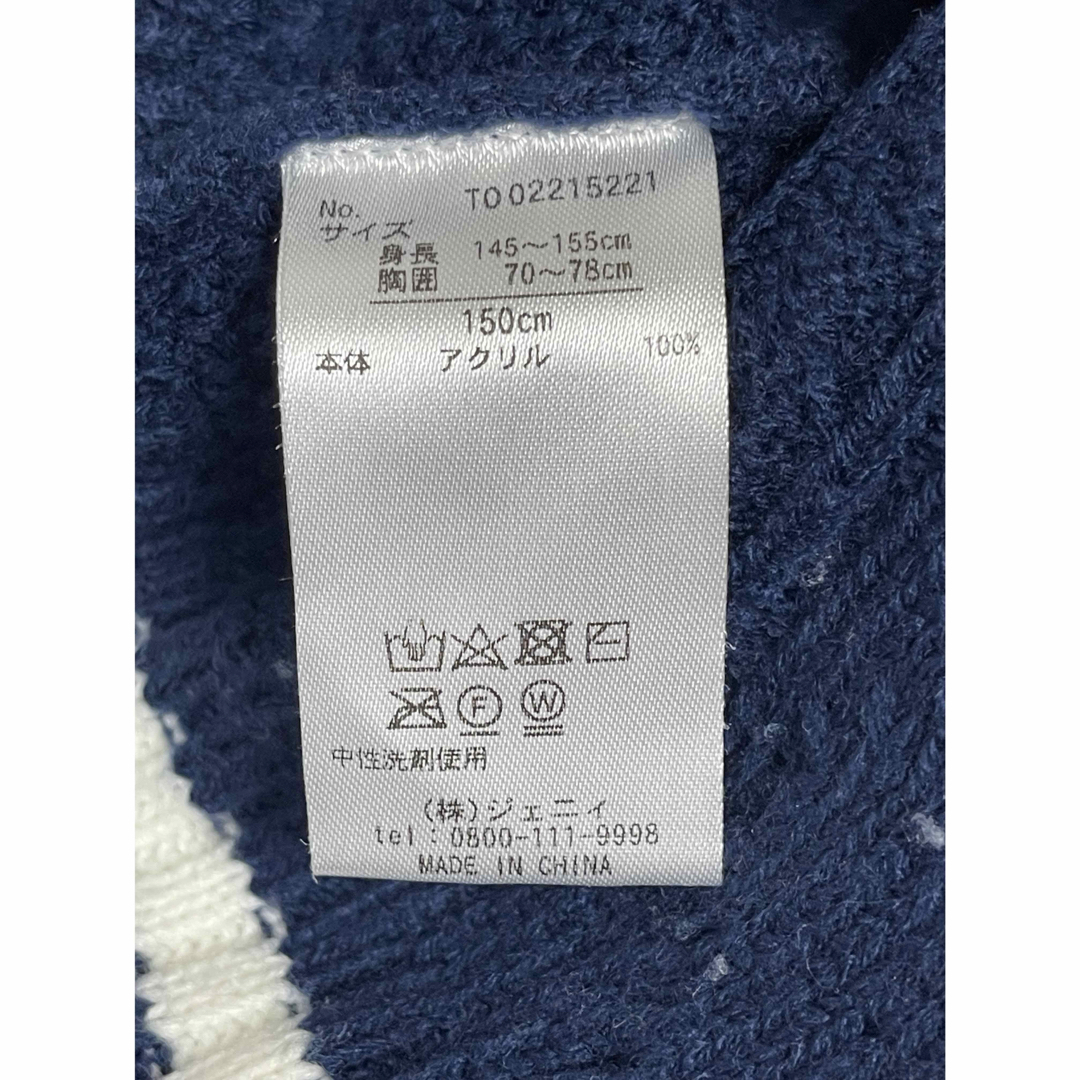 No. TO02215221
サイズ
身長 145～155cm
胸囲 70～78cm
150cm
本体 アクリル 100%
F W
中性洗剤使用
(株)ジェニイ
tel:0800-111-9998
MADE IN CHINA